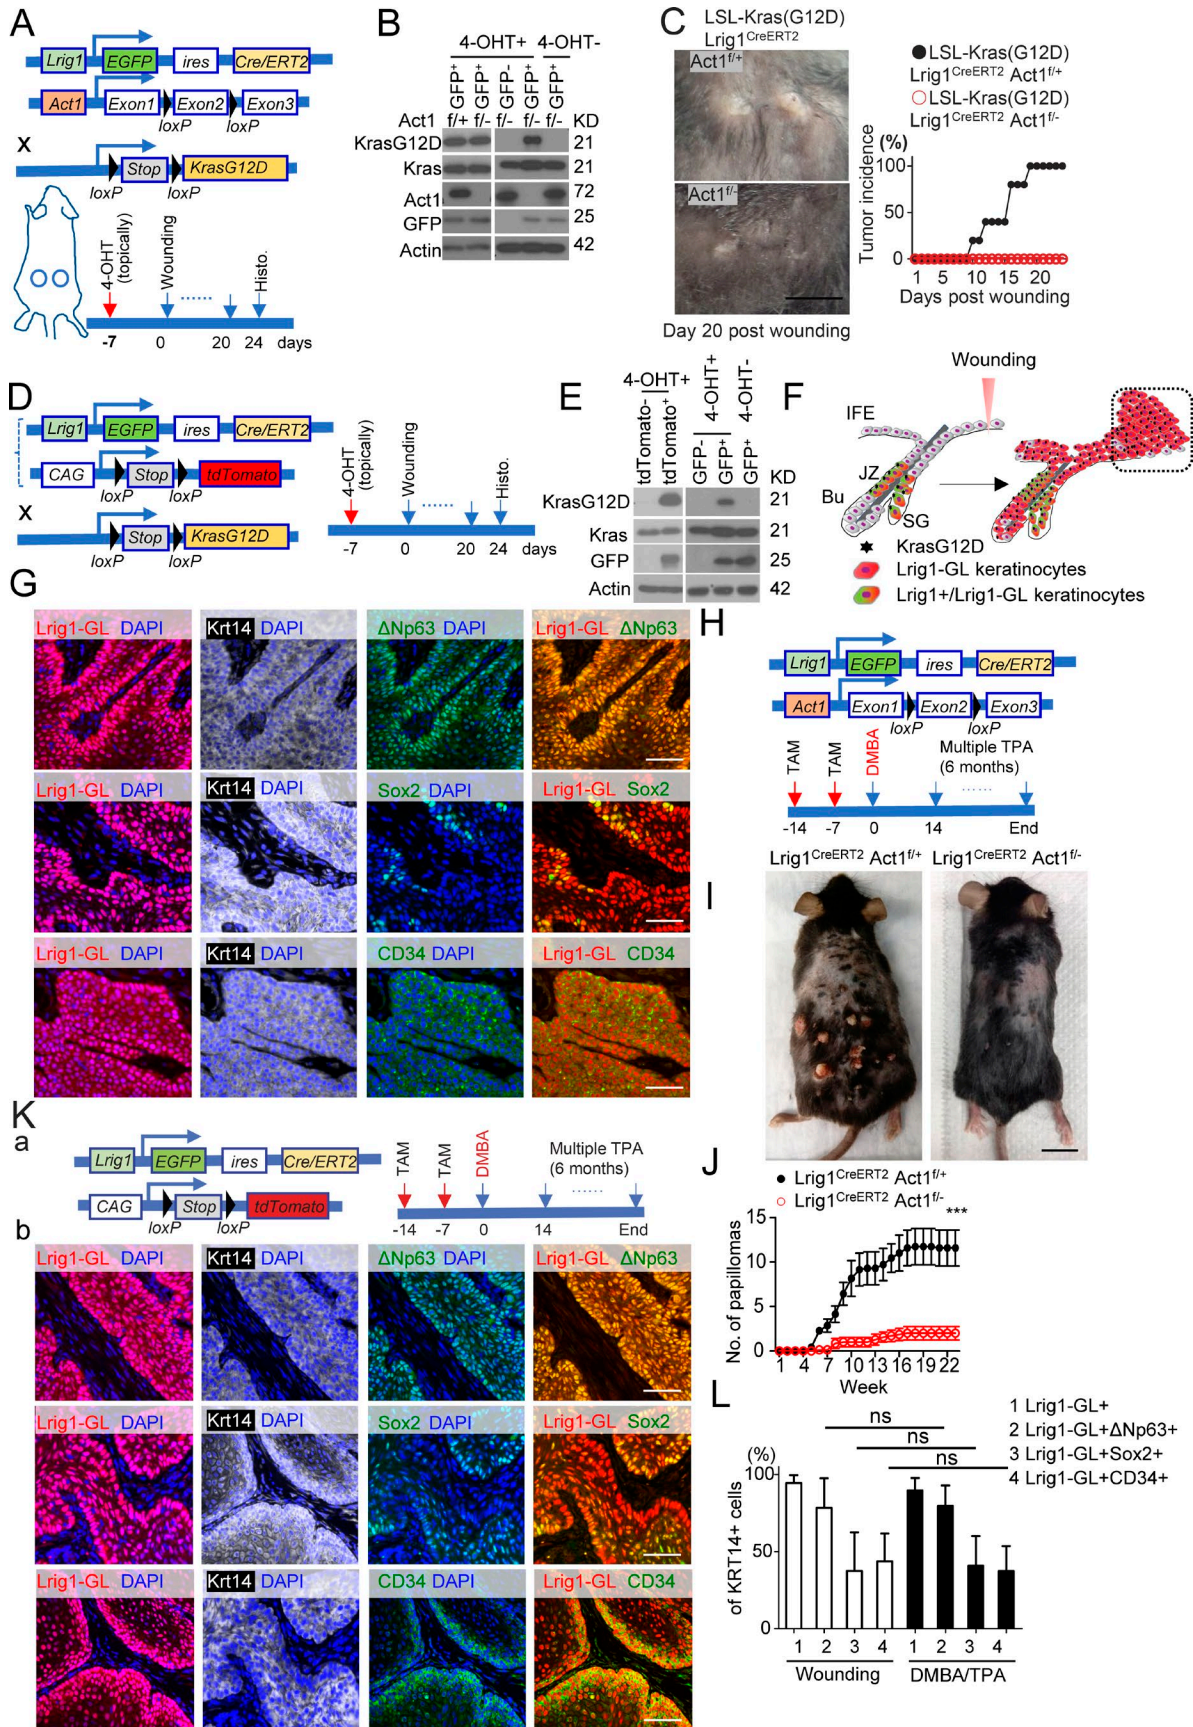 A
Lrig1 EGFP ires Cre/ERT2
Act1 Exon1 Exon2 Exon3
loxP loxP
x
Stop KrasG12D
loxP loxP
4-OHT
(topically)
Wounding
Histo.
-7 0 20 24 days
B
4-OHT+ 4-OHT-
GFP+ GFP+ GFP- GFP+ GFP+
Act1 f/+ f/- f/- f/- f/- KD
KrasG12D 21
Kras 21
Act1 72
GFP 25
Actin 42
C
LSL-Kras(G12D)
Lrig1CreERT2
Act1f/+
Act1f/-
Day 20 post wounding
LSL-Kras(G12D)
Lrig1CreERT2 Act1f/+
LSL-Kras(G12D)
Lrig1CreERT2 Act1f/-
(%)
Tumor incidence
100
50
0
1 5 10 15 20
Days post wounding
D
Lrig1 EGFP ires Cre/ERT2
CAG Stop tdTomato
loxP loxP
x
Stop KrasG12D
loxP loxP
4-OHT
(topically)
Wounding
Histo.
-7 0 20 24 days
E
4-OHT+
tdTomato-
tdTomato+
4-OHT+
4-OHT-
GFP- GFP+ GFP+
KD
KrasG12D 21
Kras 21
GFP 25
Actin 42
F
Wounding
IFE
JZ
Bu
SG
KrasG12D
Lrig1-GL keratinocytes
Lrig1+/Lrig1-GL keratinocytes
G
Lrig1-GL DAPI Krt14 DAPI ΔNp63 DAPI Lrig1-GL ΔNp63
Lrig1-GL DAPI Krt14 DAPI Sox2 DAPI Lrig1-GL Sox2
Lrig1-GL DAPI Krt14 DAPI CD34 DAPI Lrig1-GL CD34
H
Lrig1 EGFP ires Cre/ERT2
Act1 Exon1 Exon2 Exon3
loxP loxP
TAM TAM DMBA
Multiple TPA
(6 months)
-14 -7 0 14 End
I
Lrig1CreERT2 Act1f/+ Lrig1CreERT2 Act1f/-
J
Lrig1CreERT2 Act1f/+
Lrig1CreERT2 Act1f/-
***
No. of papillomas
15
10
5
0
1 4 7 10 13 16 19 22
Week
K
a
Lrig1 EGFP ires Cre/ERT2
CAG Stop tdTomato
loxP loxP
TAM TAM DMBA
Multiple TPA
(6 months)
-14 -7 0 14 End
b
Lrig1-GL DAPI Krt14 DAPI ΔNp63 DAPI Lrig1-GL ΔNp63
Lrig1-GL DAPI Krt14 DAPI Sox2 DAPI Lrig1-GL Sox2
Lrig1-GL DAPI Krt14 DAPI CD34 DAPI Lrig1-GL CD34
L
1 Lrig1-GL+
2 Lrig1-GL+ΔNp63+
3 Lrig1-GL+Sox2+
4 Lrig1-GL+CD34+
ns
ns
ns
(%)
of KRT14+ cells
100
50
0
1 2 3 4 1 2 3 4
Wounding DMBA/TPA